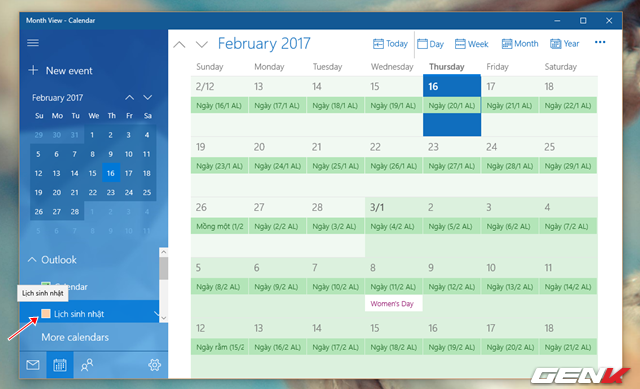 Month View - Calendar
New event
February 2017
Su Mo Tu We Th Fr Sa
29 30 31 1 2 3 4
5 6 7 8 9 10 11
12 13 14 15 16 17 18
19 20 21 22 23 24 25
26 27 28 1 2 3 4
5 6 7 8 9 10 11
Outlook
Calendar
Lịch sinh nhật
Lịch sinh nhật
More calendars
February 2017
Today Day Week Month Year
Sunday Monday Tuesday Wednesday Thursday Friday Saturday
2/12 13 14 15 16 17 18
Ngày (16/1 AL) Ngày (17/1 AL) Ngày (18/1 AL) Ngày (19/1 AL) Ngày (20/1 AL) Ngày (21/1 AL) Ngày (22/1 AL)
19 20 21 22 23 24 25
Ngày (23/1 AL) Ngày (24/1 AL) Ngày (25/1 AL) Ngày (26/1 AL) Ngày (27/1 AL) Ngày (28/1 AL) Ngày (29/1 AL)
26 27 28 3/1 2 3 4
Mồng một (1/2 Ngày (2/2 AL) Ngày (3/2 AL) Ngày (4/2 AL) Ngày (5/2 AL) Ngày (6/2 AL) Ngày (7/2 AL)
5 6 7 8 9 10 11
Ngày (8/2 AL) Ngày (9/2 AL) Ngày (10/2 AL) Ngày (11/2 AL) Ngày (12/2 AL) Ngày (13/2 AL) Ngày (14/2 AL)
Women's Day
12 13 14 15 16 17 18
Ngày rằm (15/2 Ngày (16/2 AL) Ngày (17/2 AL) Ngày (18/2 AL) Ngày (19/2 AL) Ngày (20/2 AL) Ngày (21/2 AL)
GENK